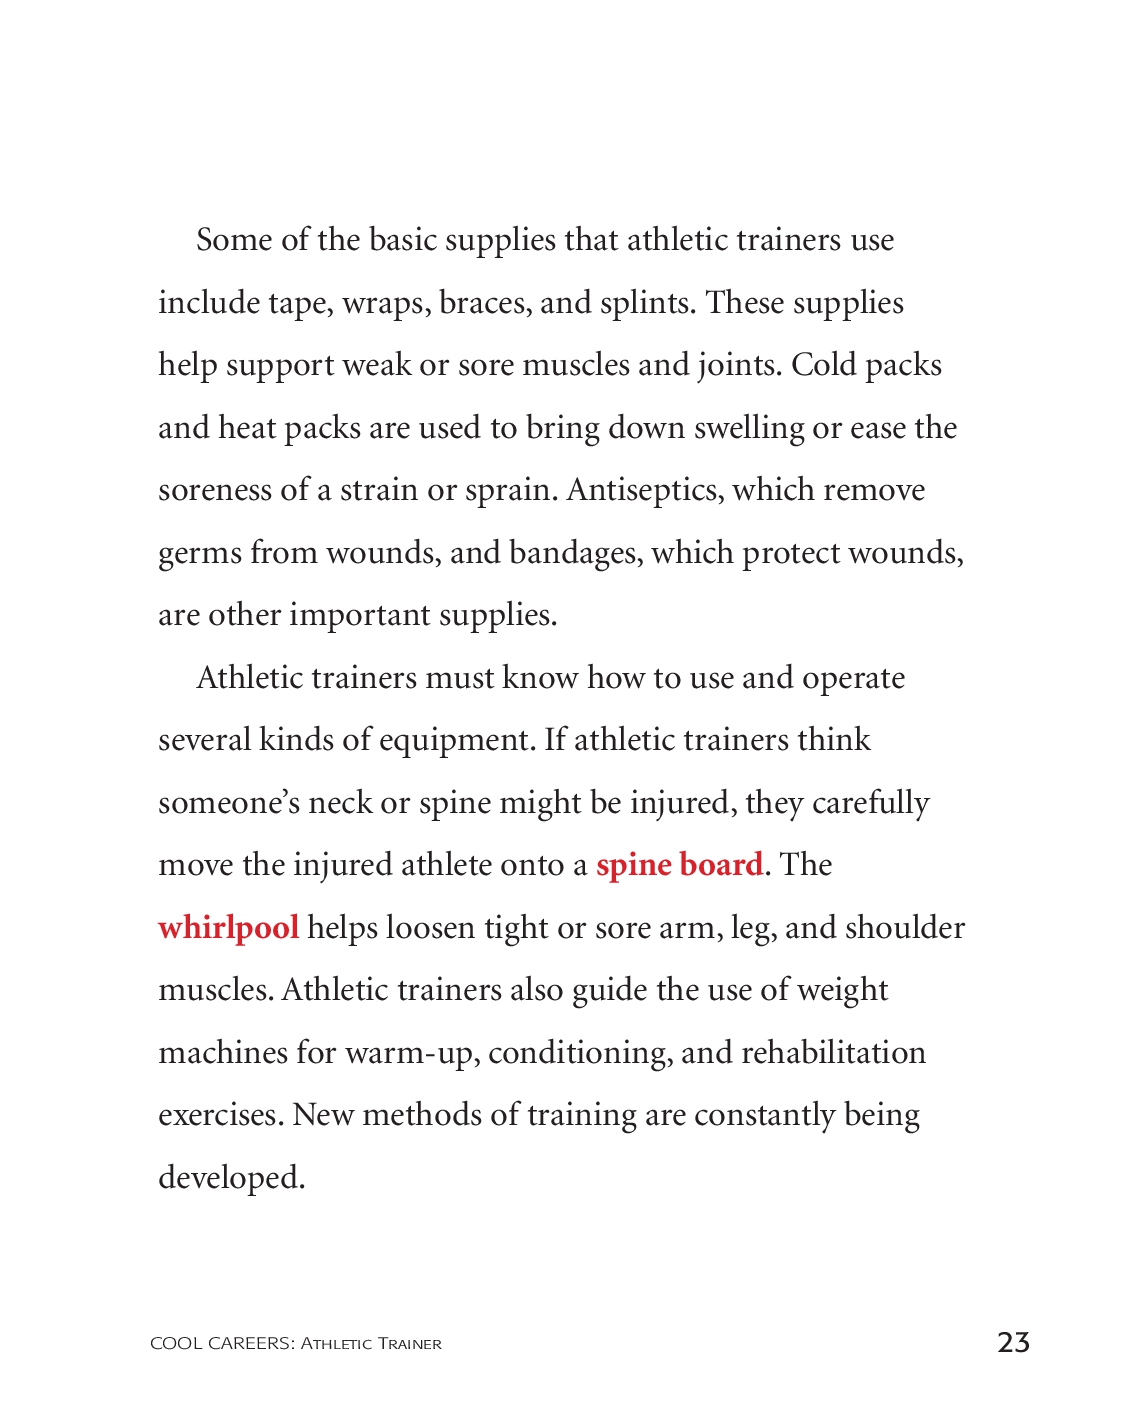 Some of the basic supplies that athletic trainers use
include tape, wraps, braces, and splints. These supplies
help support weak or sore muscles and joints. Cold packs
and heat packs are used to bring down swelling or ease the
soreness of a strain or sprain. Antiseptics, which remove
germs from wounds, and bandages, which protect wounds,
are other important supplies.
Athletic trainers must know how to use and operate
several kinds of equipment. If athletic trainers think
someone’s neck or spine might be injured, they carefully
move the injured athlete onto a spine board. The
whirlpool helps loosen tight or sore arm, leg, and shoulder
muscles. Athletic trainers also guide the use of weight
machines for warm-up, conditioning, and rehabilitation
exercises. New methods of training are constantly being
developed.
COOL CAREERS: Athletic Trainer 23